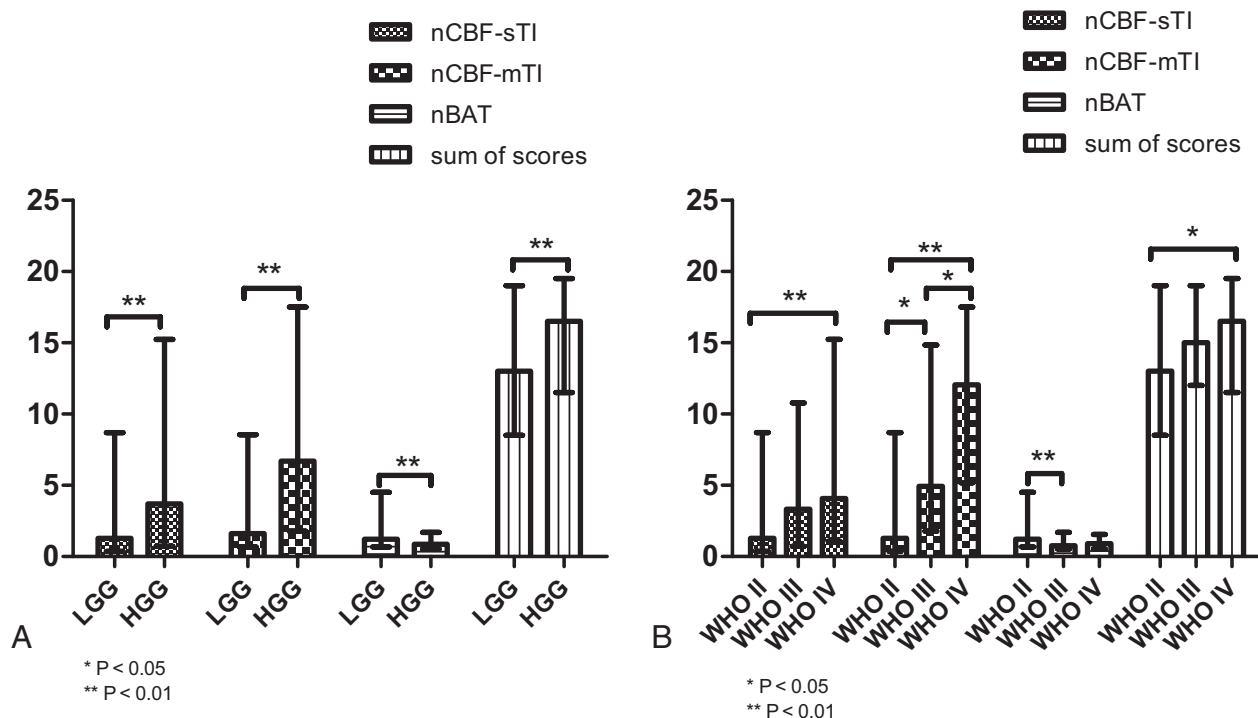 nCBF-sTI
nCBF-mTI
nBAT
sum of scores
25
20
15
10
5
0
**
**
**
**
LGG
HGG
LGG
HGG
LGG
HGG
LGG
HGG
A
* P < 0.05
** P < 0.01
nCBF-sTI
nCBF-mTI
nBAT
sum of scores
25
20
15
10
5
0
**
**
*
*
**
*
WHO II
WHO III
WHO IV
WHO II
WHO III
WHO IV
WHO II
WHO III
WHO IV
WHO II
WHO III
WHO IV
B
* P < 0.05
** P < 0.01